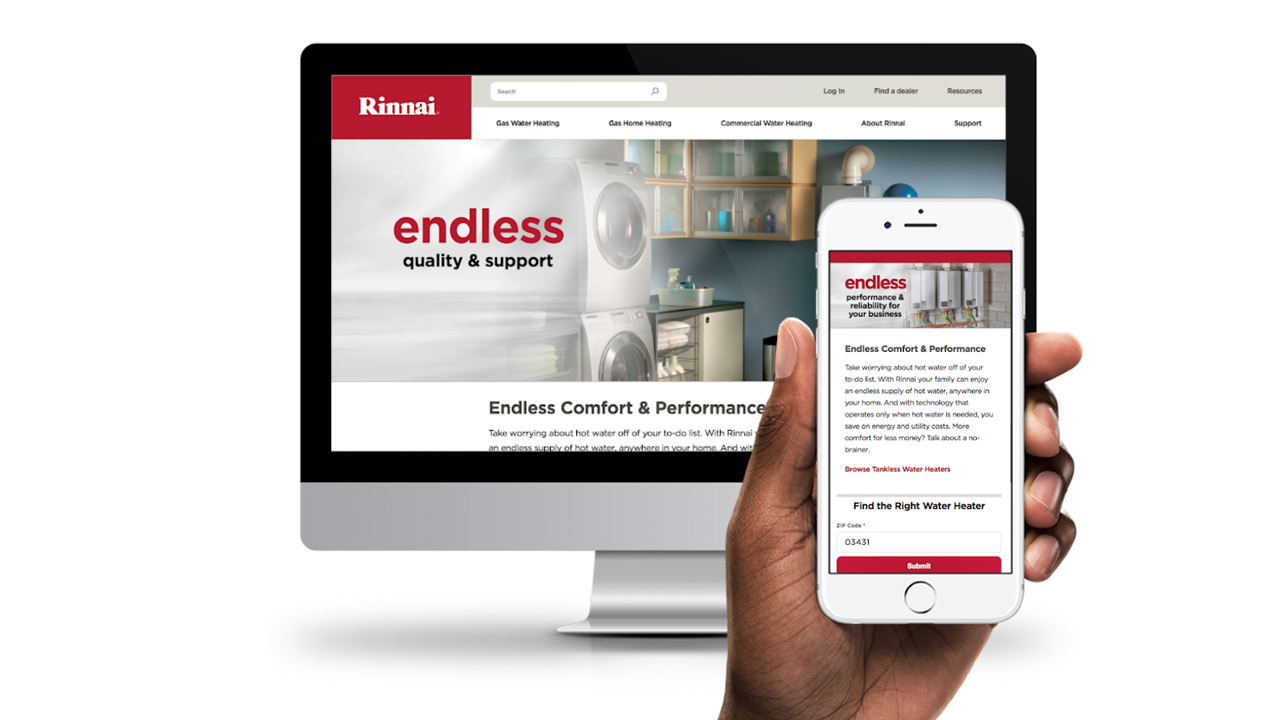 Rinnai
Search
Log In
Find a dealer
Resources
Gas Water Heating
Gas Home Heating
Commercial Water Heating
About Rinnai
Support
endless
quality & support
Endless Comfort & Performance
Take worrying about hot water off of your to-do list. With Rinnai
an endless supply of hot water, anywhere in your home. And with
endless
performance &
reliability for
your business
Endless Comfort & Performance
Take worrying about hot water off of your
to-do list. With Rinnai your family can enjoy
an endless supply of hot water, anywhere in
your home. And with technology that
operates only when hot water is needed, you
save on energy and utility costs. More
comfort for less money? Talk about a no-
brainer.
Browse Tankless Water Heaters
Find the Right Water Heater
ZIP Code *
03431
Submit